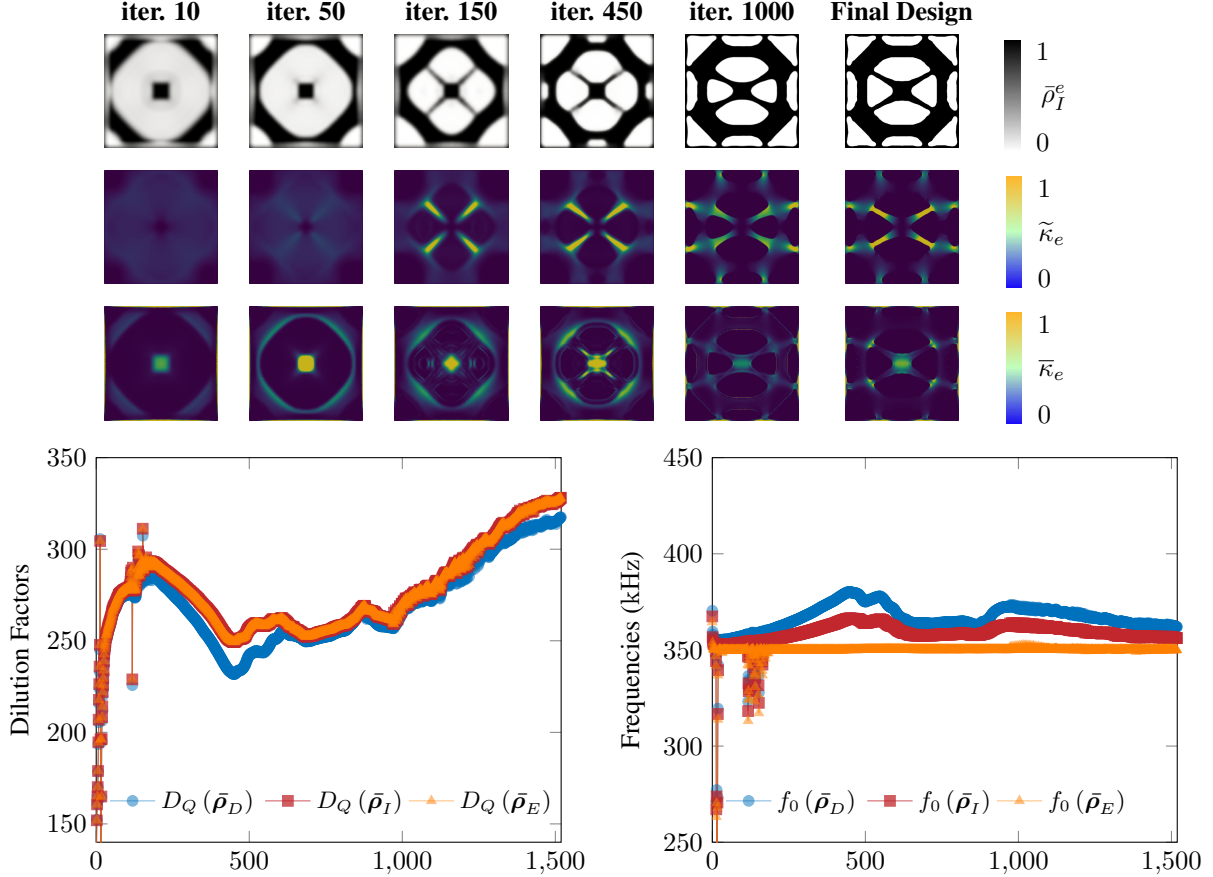 iter. 10 iter. 50 iter. 150 iter. 450 iter. 1000 Final Design
1
ρ̄_I^e
0
1
κ̃_e
0
1
κ̄_e
0
350
300
250
200
150
Dilution Factors
D_Q (ρ̄_D) D_Q (ρ̄_I) D_Q (ρ̄_E)
0 500 1,000 1,500
450
400
350
300
250
Frequencies (kHz)
f_0 (ρ̄_D) f_0 (ρ̄_I) f_0 (ρ̄_E)
0 500 1,000 1,500